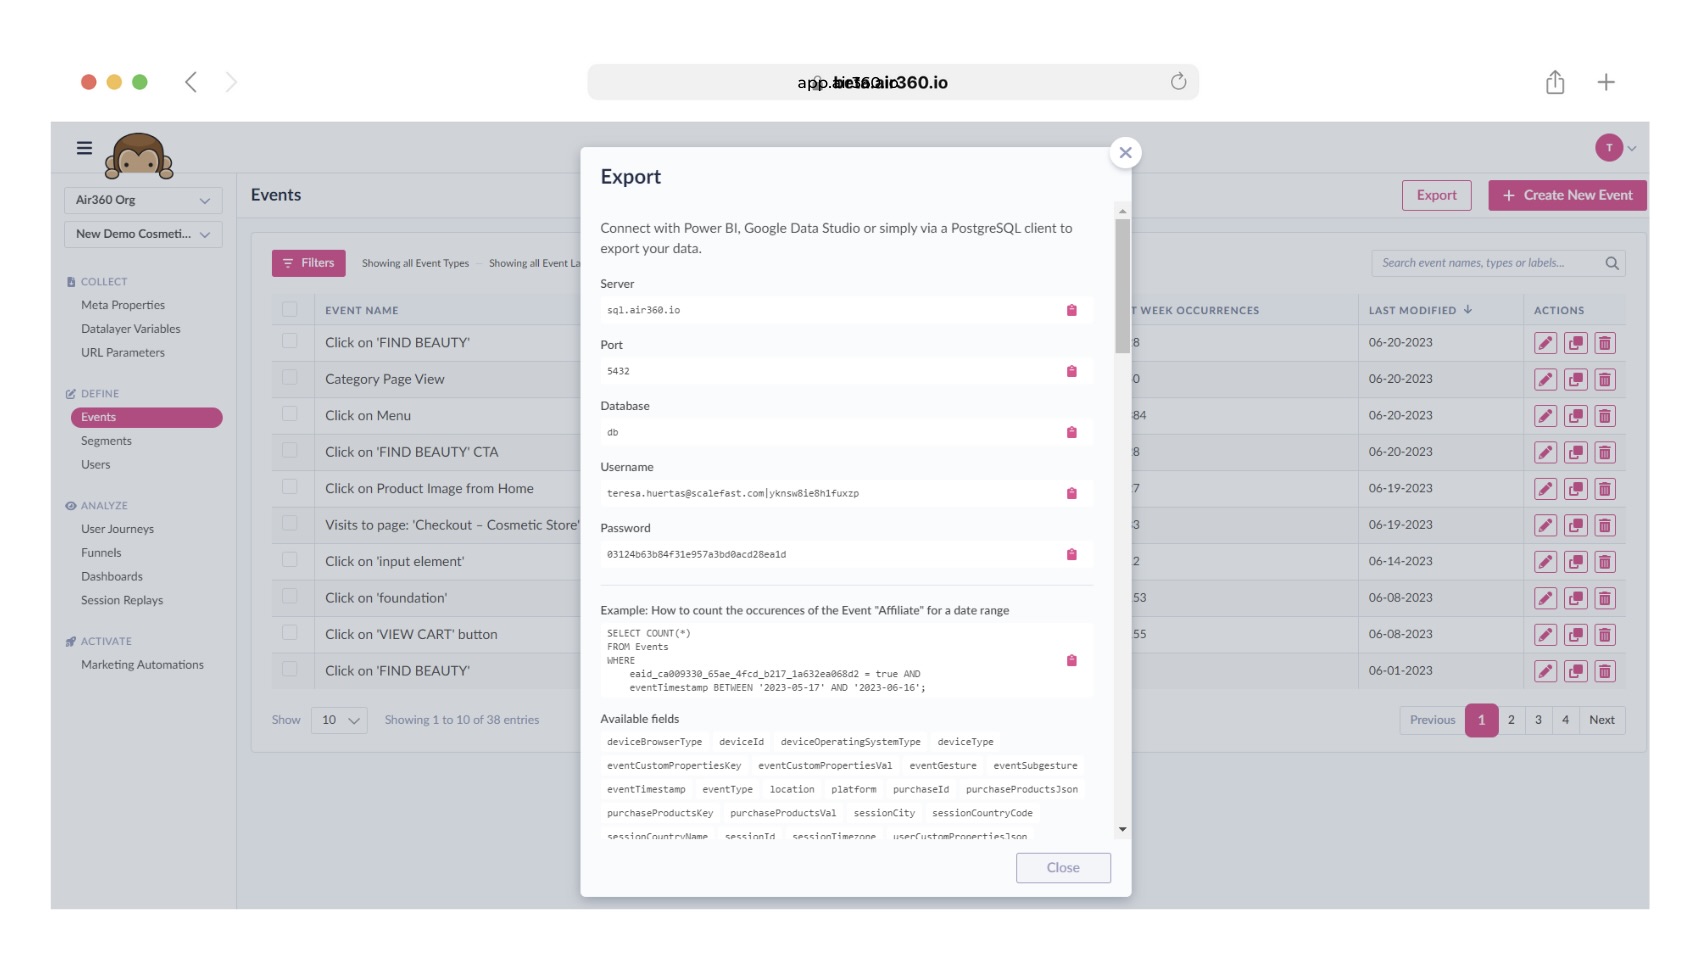 beta.air360.io
T
Air360 Org
New Demo Cosmeti...
COLLECT
Meta Properties
Datalayer Variables
URL Parameters
DEFINE
Events
Segments
Users
ANALYZE
User Journeys
Funnels
Dashboards
Session Replays
ACTIVATE
Marketing Automations
Events
Export
+ Create New Event
Filters
Showing all Event Types – Showing all Event La
Search event names, types or labels...
EVENT NAME
T WEEK OCCURRENCES
LAST MODIFIED
ACTIONS
Click on 'FIND BEAUTY'
8
06-20-2023
Category Page View
0
06-20-2023
Click on Menu
84
06-20-2023
Click on 'FIND BEAUTY' CTA
8
06-20-2023
Click on Product Image from Home
7
06-19-2023
Visits to page: 'Checkout – Cosmetic Store'
3
06-19-2023
Click on 'input element'
2
06-14-2023
Click on 'foundation'
53
06-08-2023
Click on 'VIEW CART' button
55
06-08-2023
Click on 'FIND BEAUTY'
06-01-2023
Show 10 Showing 1 to 10 of 38 entries
Previous 1 2 3 4 Next
Export
Connect with Power BI, Google Data Studio or simply via a PostgreSQL client to
export your data.
Server
sql.air360.io
Port
5432
Database
db
Username
teresa.huertas@scalefast.com|yknsw8ie8h1fuxzp
Password
03124b63b84f31e957a3bd0acd28ea1d
Example: How to count the occurences of the Event "Affiliate" for a date range
SELECT COUNT(*)
FROM Events
WHERE
eaid_ca009330_65ae_4fcd_b217_1a632ea068d2 = true AND
eventTimestamp BETWEEN '2023-05-17' AND '2023-06-16';
Available fields
deviceBrowserType deviceId deviceOperatingSystemType deviceType
eventCustomPropertiesKey eventCustomPropertiesVal eventGesture eventSubgesture
eventTimestamp eventType location platform purchaseId purchaseProductsJson
purchaseProductsKey purchaseProductsVal sessionCity sessionCountryCode
sessionCountryName sessionId sessionTimezone userCustomPropertiesJson
Close